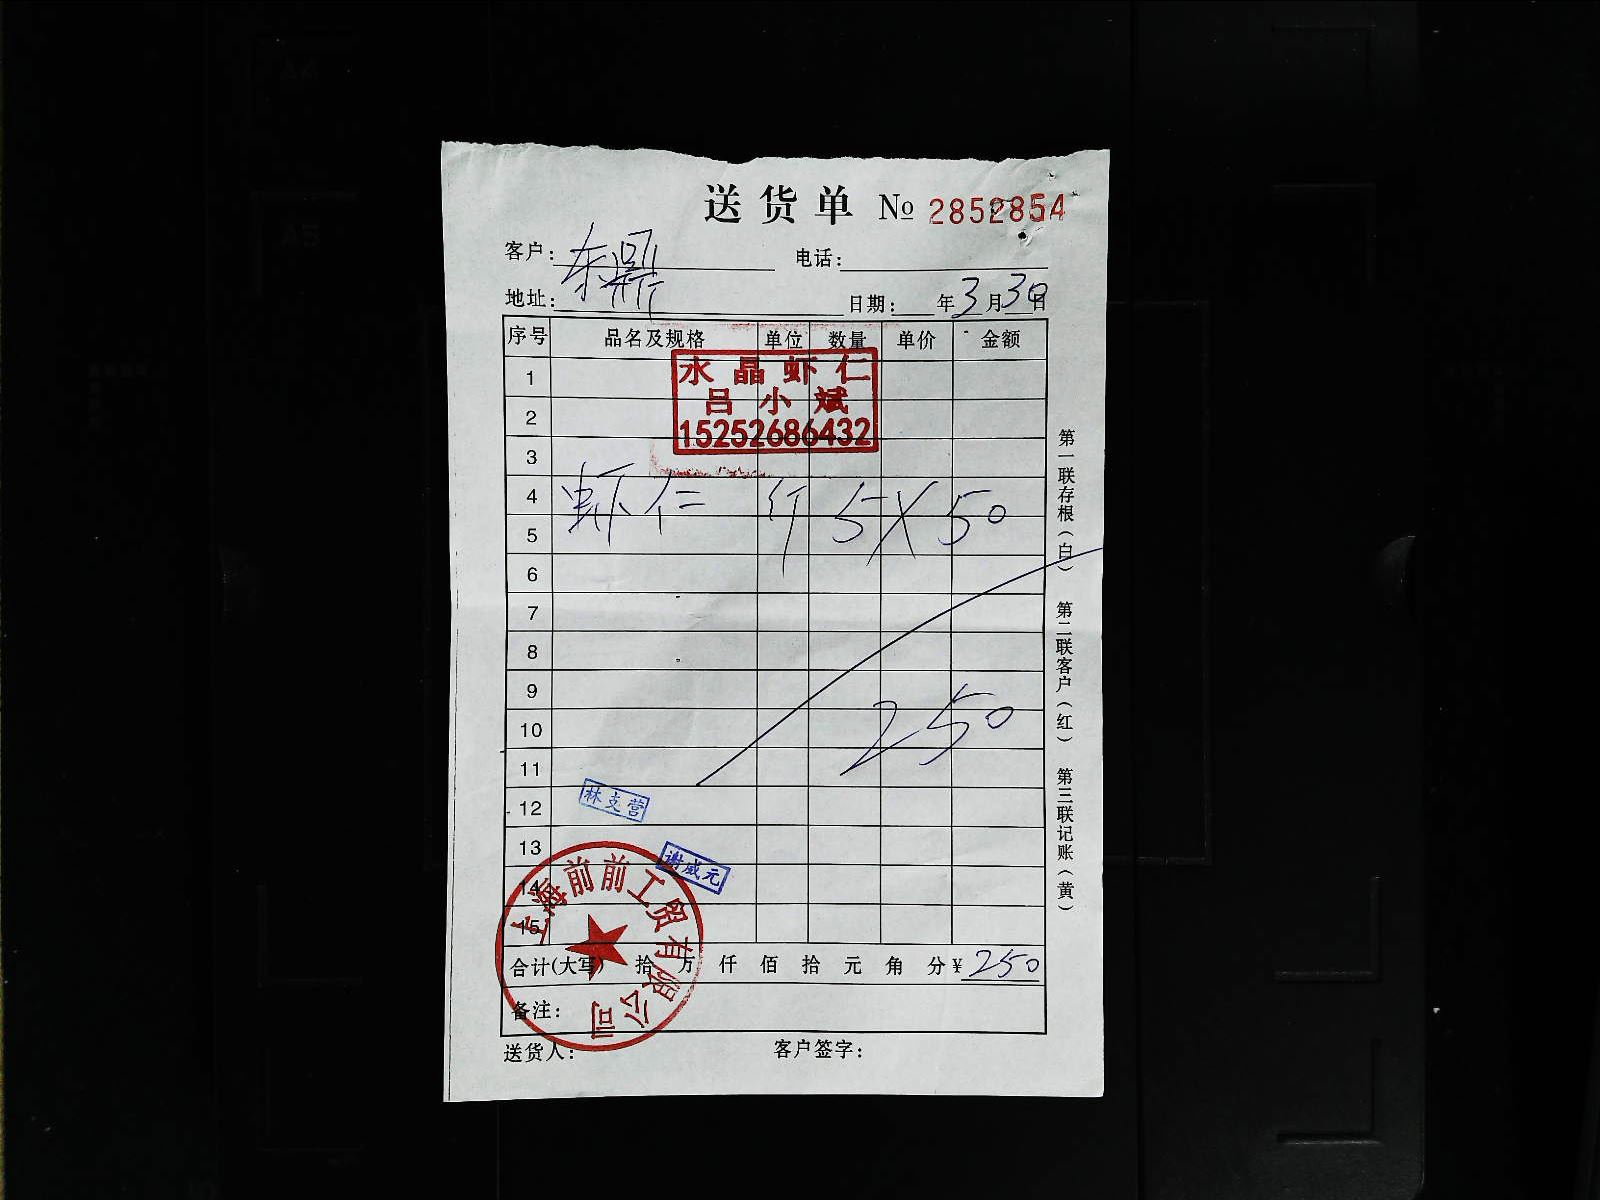 送货单 № 2852854
客户: 东鼎 电话:
地址: 日期: 年3月30日
序号 品名及规格 单位 数量 单价 金额
水晶虾仁
吕小斌
15252686432
1
2
3
4 虾仁 斤 5 × 50
5
6
7
8
9
10 250
11
12 林支营
13
谢威元
14
15
上海前前工贸有限公司
合计(大写) 拾 万 仟 佰 拾 元 角 分 ¥ 250
备注:
送货人: 客户签字:
第一联存根(白) 第二联客户(红) 第三联记账(黄)